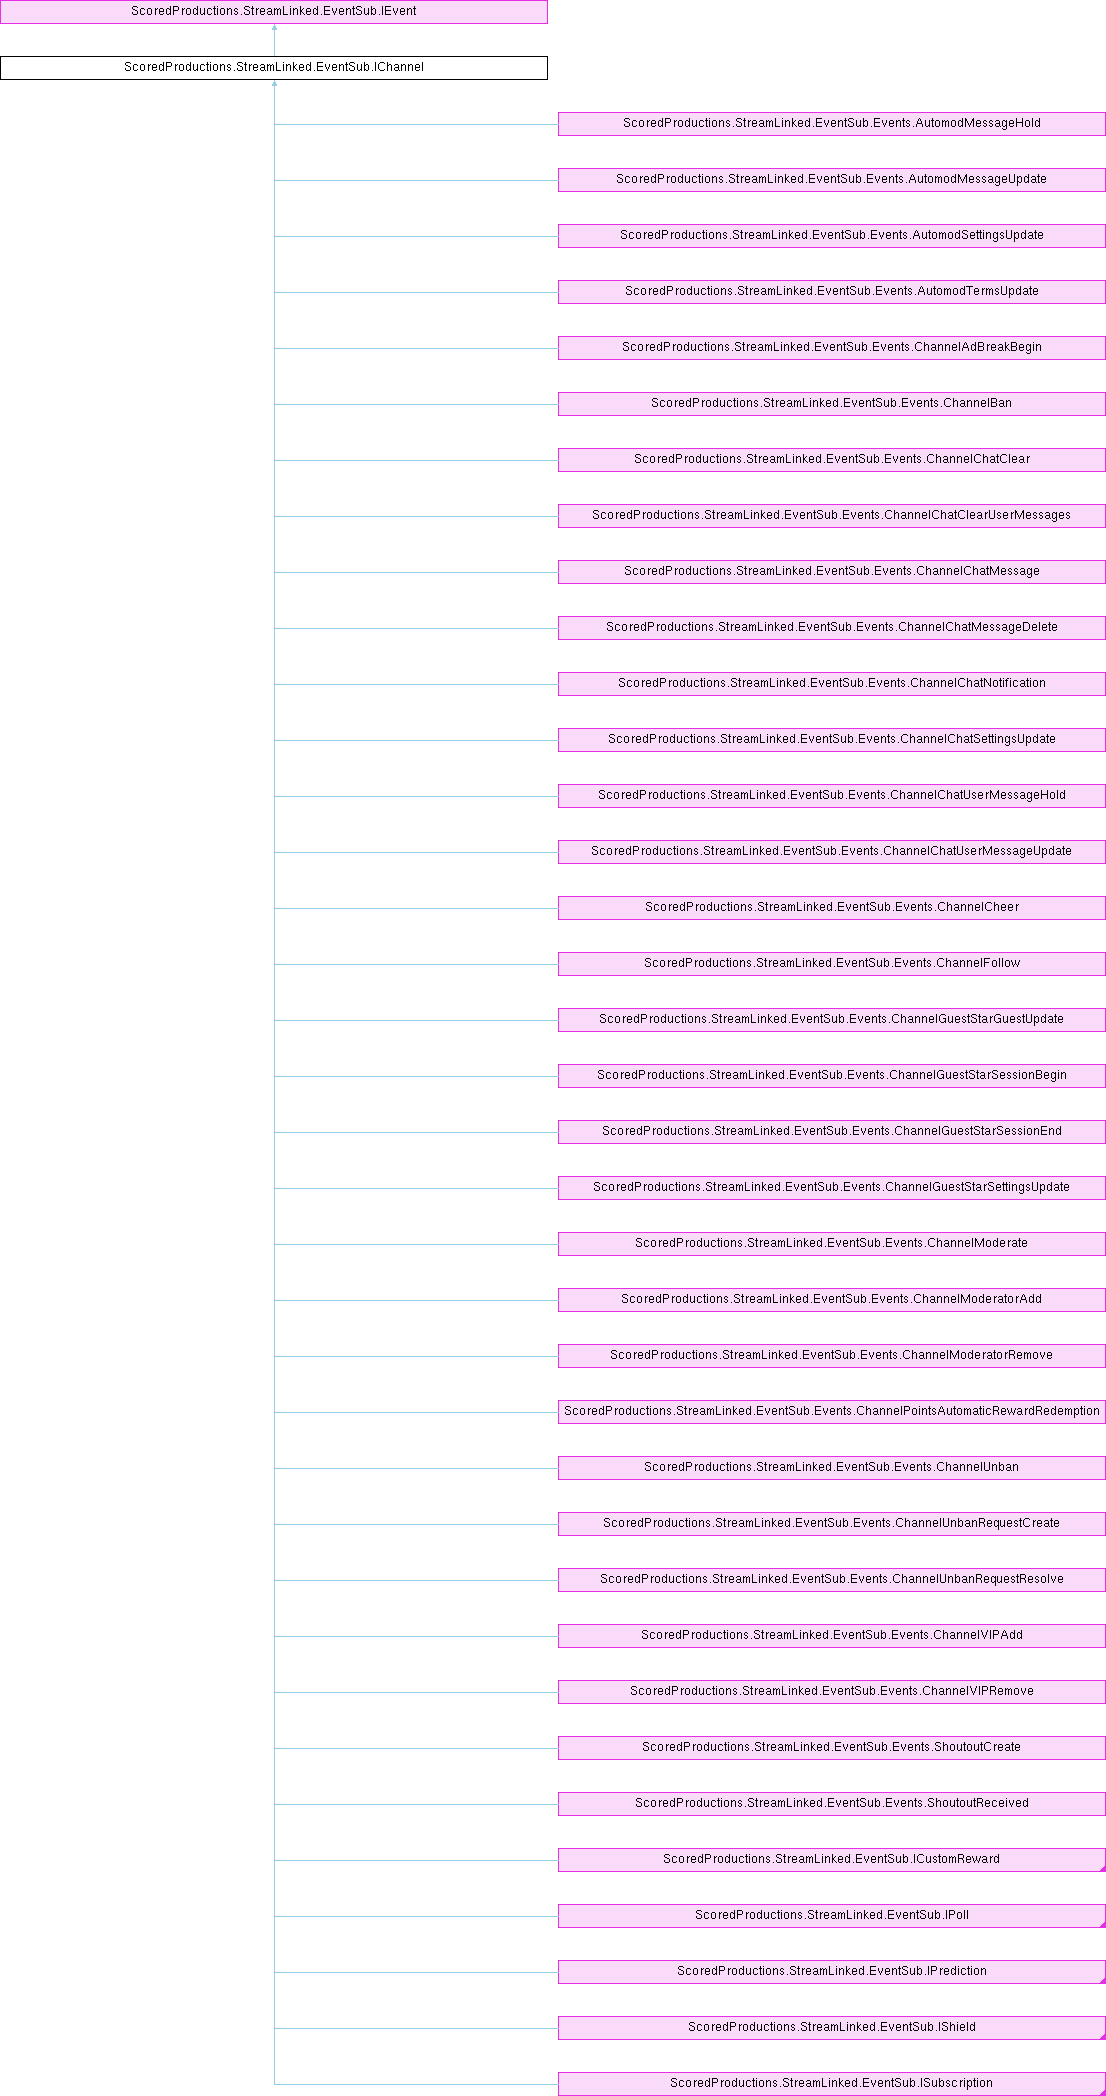 ScoredProductions.StreamLinked.EventSub.IEvent
ScoredProductions.StreamLinked.EventSub.IChannel
ScoredProductions.StreamLinked.EventSub.Events.AutomodMessageHold
ScoredProductions.StreamLinked.EventSub.Events.AutomodMessageUpdate
ScoredProductions.StreamLinked.EventSub.Events.AutomodSettingsUpdate
ScoredProductions.StreamLinked.EventSub.Events.AutomodTermsUpdate
ScoredProductions.StreamLinked.EventSub.Events.ChannelAdBreakBegin
ScoredProductions.StreamLinked.EventSub.Events.ChannelBan
ScoredProductions.StreamLinked.EventSub.Events.ChannelChatClear
ScoredProductions.StreamLinked.EventSub.Events.ChannelChatClearUserMessages
ScoredProductions.StreamLinked.EventSub.Events.ChannelChatMessage
ScoredProductions.StreamLinked.EventSub.Events.ChannelChatMessageDelete
ScoredProductions.StreamLinked.EventSub.Events.ChannelChatNotification
ScoredProductions.StreamLinked.EventSub.Events.ChannelChatSettingsUpdate
ScoredProductions.StreamLinked.EventSub.Events.ChannelChatUserMessageHold
ScoredProductions.StreamLinked.EventSub.Events.ChannelChatUserMessageUpdate
ScoredProductions.StreamLinked.EventSub.Events.ChannelCheer
ScoredProductions.StreamLinked.EventSub.Events.ChannelFollow
ScoredProductions.StreamLinked.EventSub.Events.ChannelGuestStarGuestUpdate
ScoredProductions.StreamLinked.EventSub.Events.ChannelGuestStarSessionBegin
ScoredProductions.StreamLinked.EventSub.Events.ChannelGuestStarSessionEnd
ScoredProductions.StreamLinked.EventSub.Events.ChannelGuestStarSettingsUpdate
ScoredProductions.StreamLinked.EventSub.Events.ChannelModerate
ScoredProductions.StreamLinked.EventSub.Events.ChannelModeratorAdd
ScoredProductions.StreamLinked.EventSub.Events.ChannelModeratorRemove
ScoredProductions.StreamLinked.EventSub.Events.ChannelPointsAutomaticRewardRedemption
ScoredProductions.StreamLinked.EventSub.Events.ChannelUnban
ScoredProductions.StreamLinked.EventSub.Events.ChannelUnbanRequestCreate
ScoredProductions.StreamLinked.EventSub.Events.ChannelUnbanRequestResolve
ScoredProductions.StreamLinked.EventSub.Events.ChannelVIPAdd
ScoredProductions.StreamLinked.EventSub.Events.ChannelVIPRemove
ScoredProductions.StreamLinked.EventSub.Events.ShoutoutCreate
ScoredProductions.StreamLinked.EventSub.Events.ShoutoutReceived
ScoredProductions.StreamLinked.EventSub.ICustomReward
ScoredProductions.StreamLinked.EventSub.IPoll
ScoredProductions.StreamLinked.EventSub.IPrediction
ScoredProductions.StreamLinked.EventSub.IShield
ScoredProductions.StreamLinked.EventSub.ISubscription